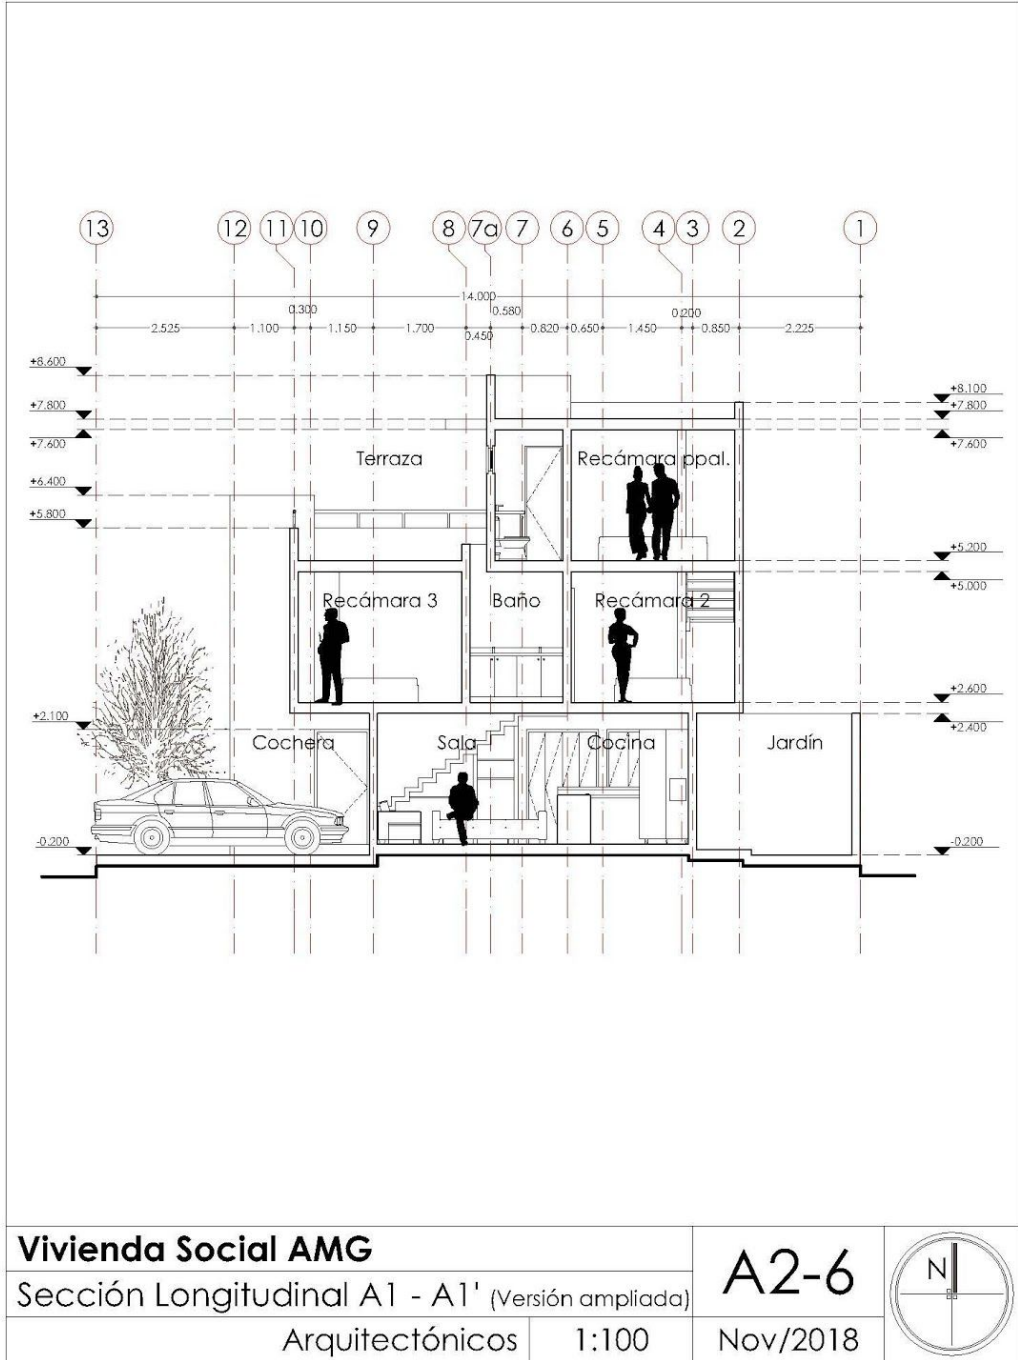 13 12 11 10 9 8 7a 7 6 5 4 3 2 1
14.000
0.300 0.580 0.200
2.525 1.100 1.150 1.700 0.450 0.820 0.650 1.450 0.850 2.225
+8.600
+8.100
+7.800 +7.800
+7.600 +7.600
Terraza Recámara ppal.
+6.400
+5.800
+5.200
+5.000
Recámara 3 Baño Recámara 2
+2.600
+2.100
+2.400
Cochera Sala Cocina Jardín
-0.200 -0.200
Vivienda Social AMG
Sección Longitudinal A1 - A1' (Versión ampliada)
Arquitectónicos 1:100
A2-6
Nov/2018
N